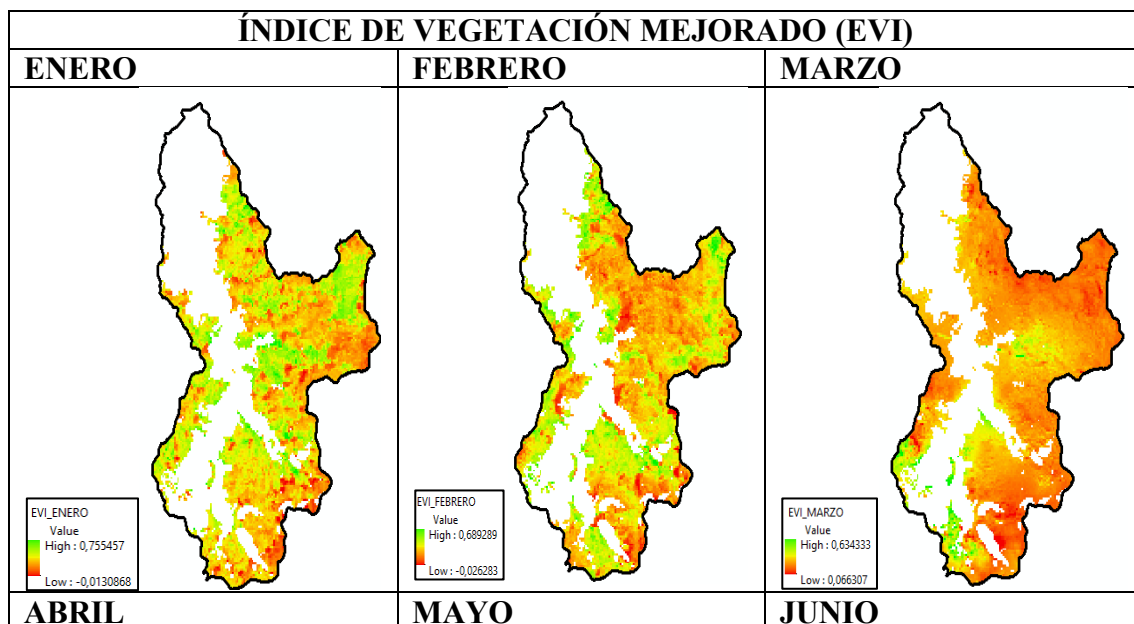 ÍNDICE DE VEGETACIÓN MEJORADO (EVI)
ENERO
FEBRERO
MARZO
EVI_ENERO
Value
High : 0,755457
Low : -0,0130868
EVI_FEBRERO
Value
High : 0,689289
Low : -0,026283
EVI_MARZO
Value
High : 0,634333
Low : 0,066307
ABRIL
MAYO
JUNIO